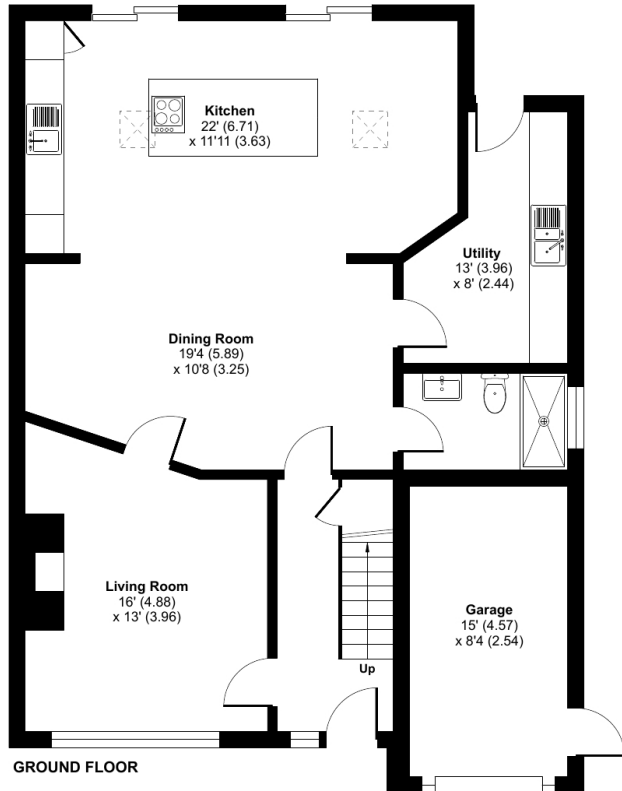 Kitchen
22' (6.71)
x 11'11 (3.63)
Utility
13' (3.96)
x 8' (2.44)
Dining Room
19'4 (5.89)
x 10'8 (3.25)
Living Room
16' (4.88)
x 13' (3.96)
Garage
15' (4.57)
x 8'4 (2.54)
Up
GROUND FLOOR